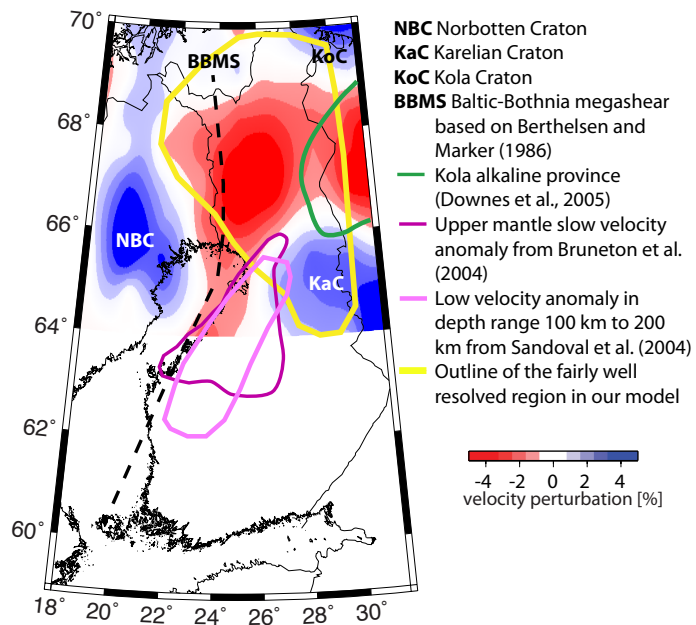 70°
68°
66°
64°
62°
60°
18°
20°
22°
24°
26°
28°
30°
BBMS
KoC
NBC
KaC
NBC Norbotten Craton
KaC Karelian Craton
KoC Kola Craton
BBMS Baltic-Bothnia megashear
based on Berthelsen and
Marker (1986)
Kola alkaline province
(Downes et al., 2005)
Upper mantle slow velocity
anomaly from Bruneton et al.
(2004)
Low velocity anomaly in
depth range 100 km to 200
km from Sandoval et al. (2004)
Outline of the fairly well
resolved region in our model
-4 -2 0 2 4
velocity perturbation [%]